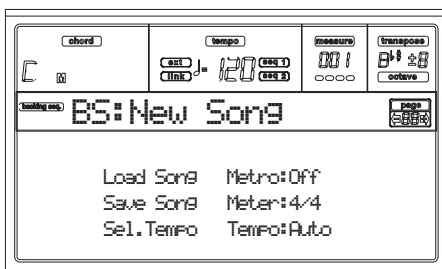 chord tempo measure transpose
C M ext link = 120 seq 1 seq 2 001 ±8 octave
backing seq. BS:New Song page
Load Song Metro:Off
Save Song Meter:4/4
Sel.Tempo Tempo:Auto